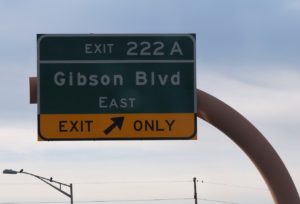 EXIT 222 A
Gibson Blvd
EAST
EXIT ONLY